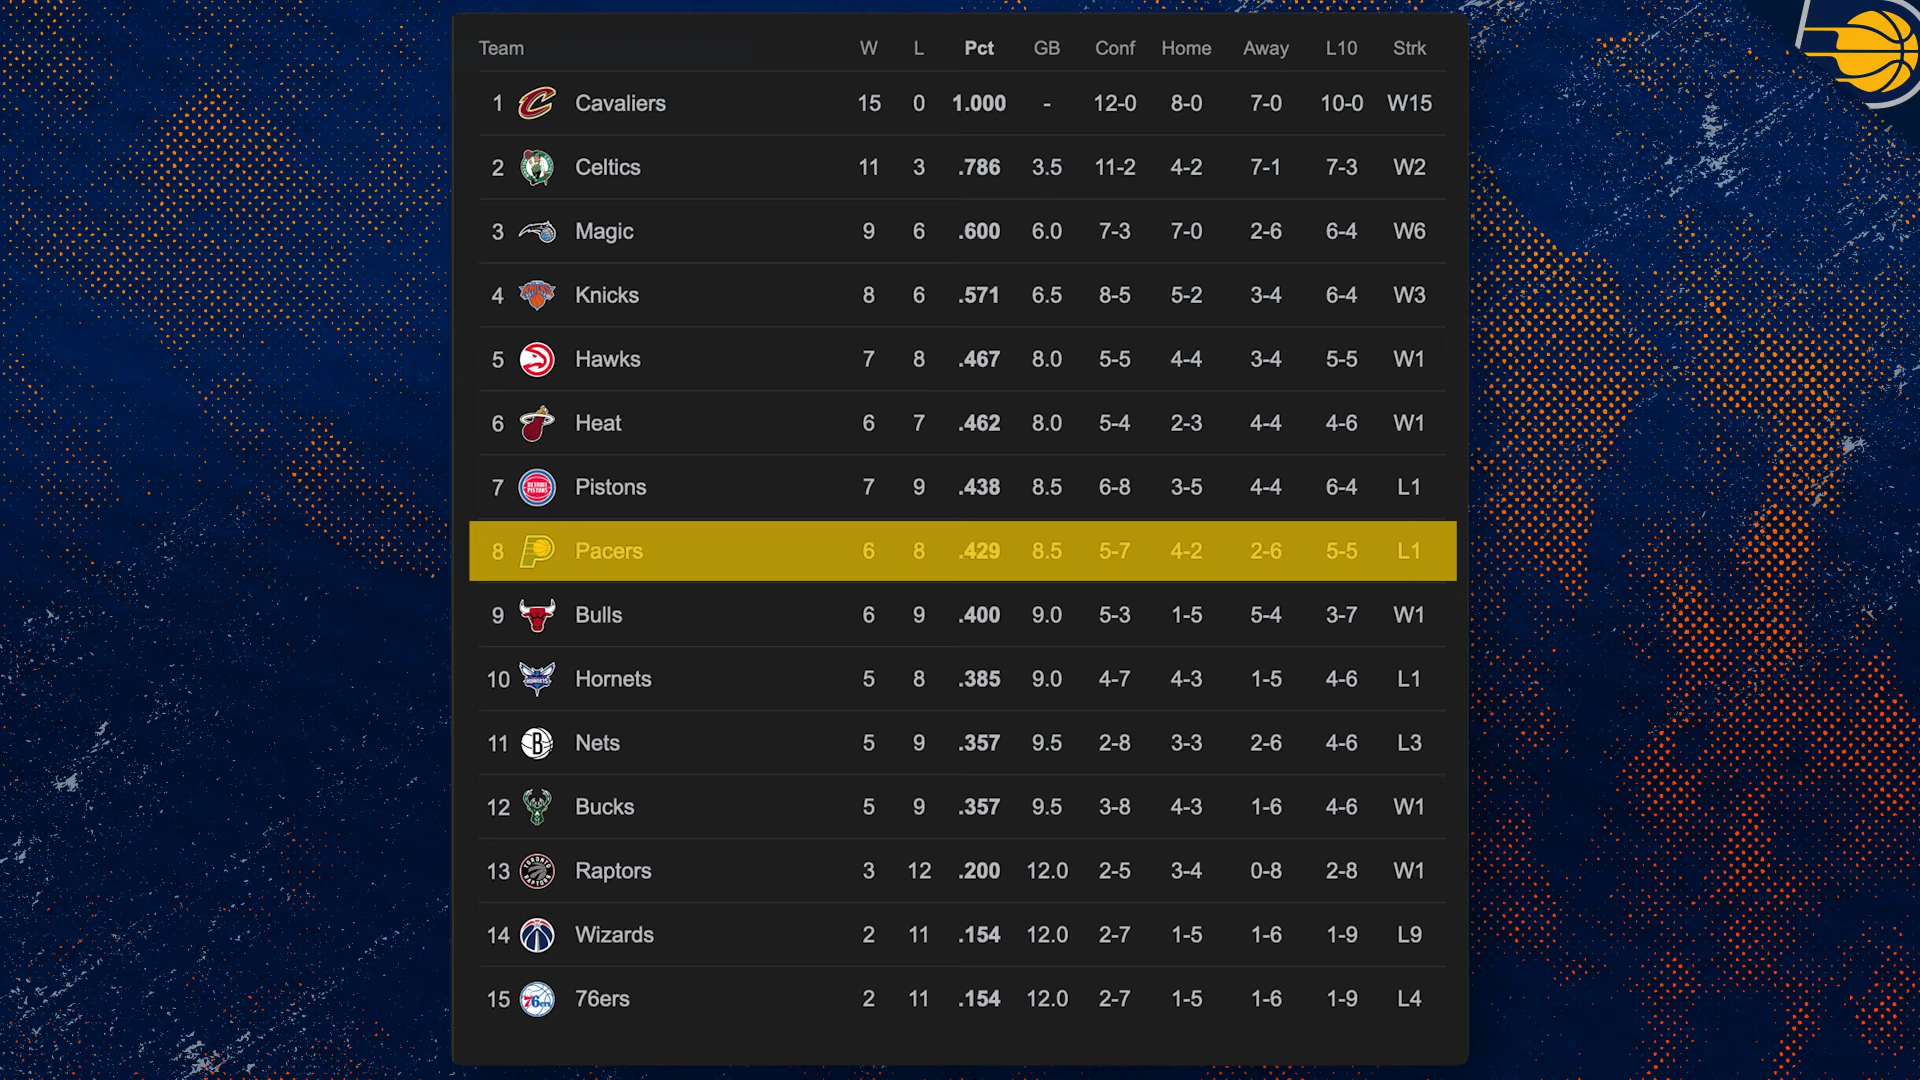 Team W L Pct GB Conf Home Away L10 Strk
1 Cavaliers 15 0 1.000 - 12-0 8-0 7-0 10-0 W15
2 Celtics 11 3 .786 3.5 11-2 4-2 7-1 7-3 W2
3 Magic 9 6 .600 6.0 7-3 7-0 2-6 6-4 W6
4 Knicks 8 6 .571 6.5 8-5 5-2 3-4 6-4 W3
5 Hawks 7 8 .467 8.0 5-5 4-4 3-4 5-5 W1
6 Heat 6 7 .462 8.0 5-4 2-3 4-4 4-6 W1
7 DETROIT PISTONS Pistons 7 9 .438 8.5 6-8 3-5 4-4 6-4 L1
8 Pacers 6 8 .429 8.5 5-7 4-2 2-6 5-5 L1
9 Bulls 6 9 .400 9.0 5-3 1-5 5-4 3-7 W1
10 HORNETS Hornets 5 8 .385 9.0 4-7 4-3 1-5 4-6 L1
11 B Nets 5 9 .357 9.5 2-8 3-3 2-6 4-6 L3
12 Bucks 5 9 .357 9.5 3-8 4-3 1-6 4-6 W1
13 TORONTO RAPTORS Raptors 3 12 .200 12.0 2-5 3-4 0-8 2-8 W1
14 Wizards 2 11 .154 12.0 2-7 1-5 1-6 1-9 L9
15 76ers 76ers 2 11 .154 12.0 2-7 1-5 1-6 1-9 L4